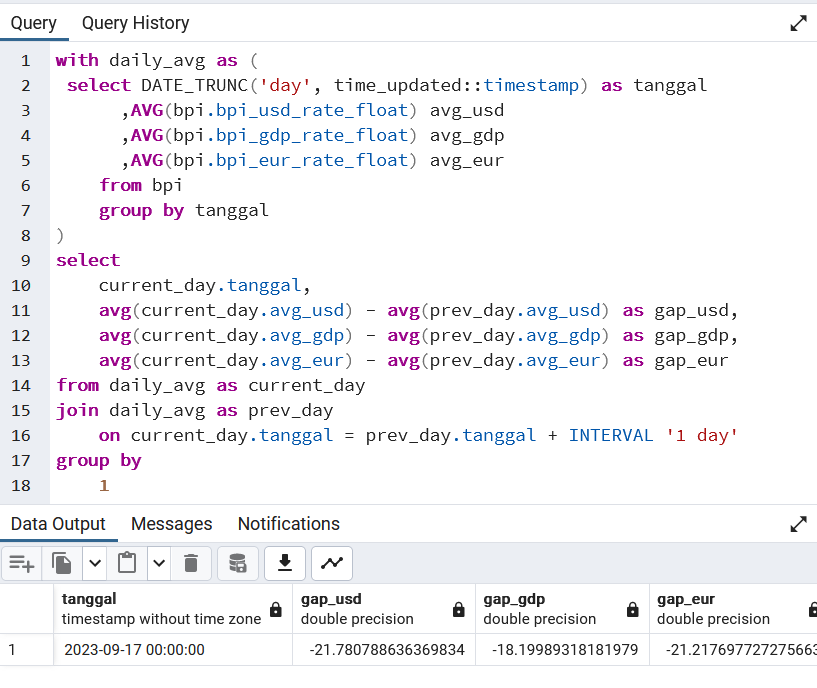 Query Query History
1 with daily_avg as (
2 select DATE_TRUNC('day', time_updated::timestamp) as tanggal
3 ,AVG(bpi.bpi_usd_rate_float) avg_usd
4 ,AVG(bpi.bpi_gdp_rate_float) avg_gdp
5 ,AVG(bpi.bpi_eur_rate_float) avg_eur
6 from bpi
7 group by tanggal
8 )
9 select
10 current_day.tanggal,
11 avg(current_day.avg_usd) - avg(prev_day.avg_usd) as gap_usd,
12 avg(current_day.avg_gdp) - avg(prev_day.avg_gdp) as gap_gdp,
13 avg(current_day.avg_eur) - avg(prev_day.avg_eur) as gap_eur
14 from daily_avg as current_day
15 join daily_avg as prev_day
16 on current_day.tanggal = prev_day.tanggal + INTERVAL '1 day'
17 group by
18 1
Data Output Messages Notifications
tanggal gap_usd gap_gdp gap_eur
timestamp without time zone double precision double precision double precision
1 2023-09-17 00:00:00 -21.780788636369834 -18.19989318181979 -21.217697727275663